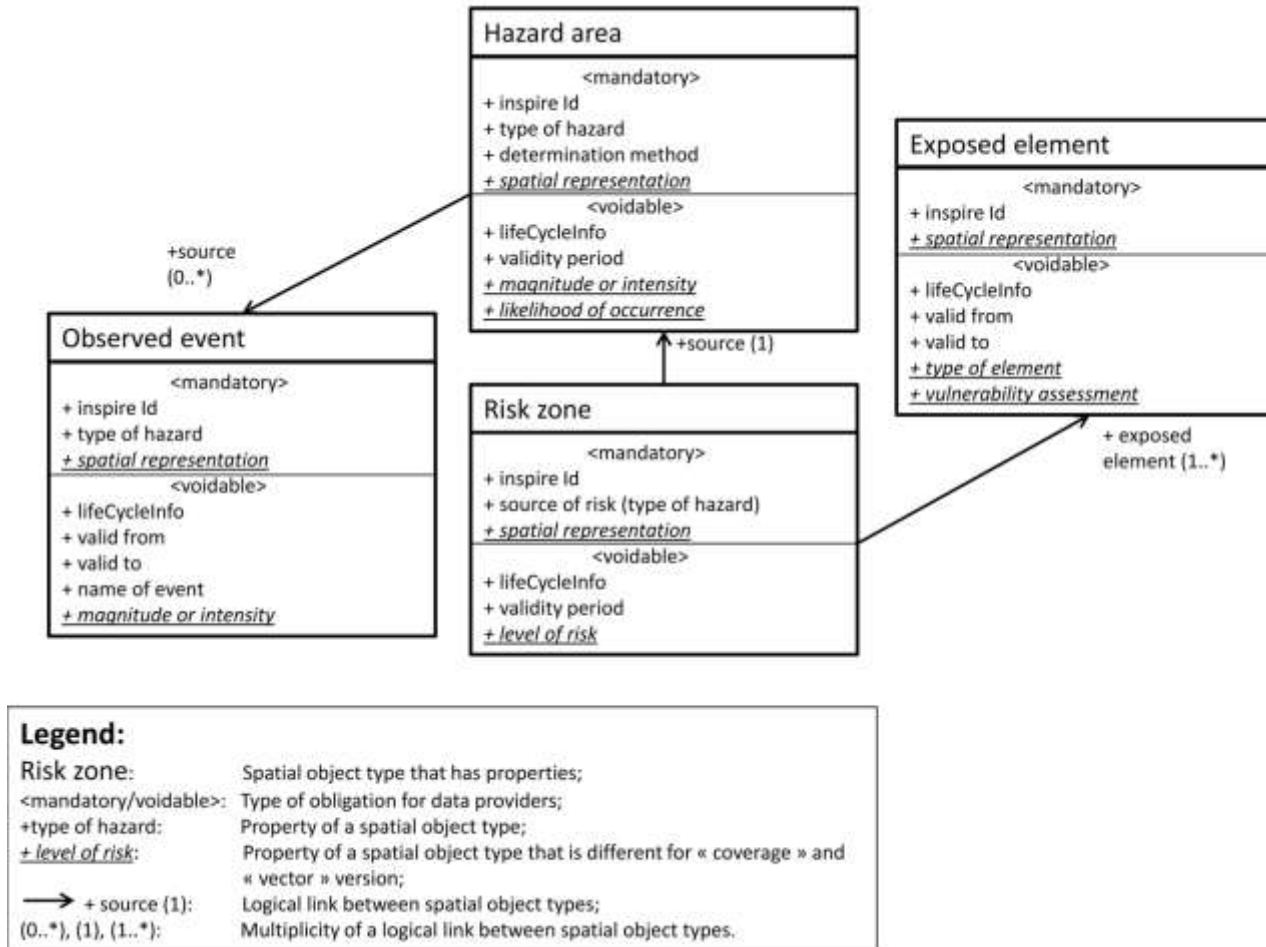 Hazard area
<mandatory>
+ inspire Id
+ type of hazard
+ determination method
+ spatial representation
<voidable>
+ lifeCycleInfo
+ validity period
+ magnitude or intensity
+ likelihood of occurrence
Exposed element
<mandatory>
+ inspire Id
+ spatial representation
<voidable>
+ lifeCycleInfo
+ valid from
+ valid to
+ type of element
+ vulnerability assessment
+source
(0..*)
Observed event
<mandatory>
+ inspire Id
+ type of hazard
+ spatial representation
<voidable>
+ lifeCycleInfo
+ valid from
+ valid to
+ name of event
+ magnitude or intensity
+source (1)
Risk zone
<mandatory>
+ inspire Id
+ source of risk (type of hazard)
+ spatial representation
<voidable>
+ lifeCycleInfo
+ validity period
+ level of risk
+ exposed
element (1..*)
Legend:
Risk zone: Spatial object type that has properties;
<mandatory/voidable>: Type of obligation for data providers;
+type of hazard: Property of a spatial object type;
+ level of risk: Property of a spatial object type that is different for « coverage » and
« vector » version;
+ source (1): Logical link between spatial object types;
(0..*), (1), (1..*): Multiplicity of a logical link between spatial object types.